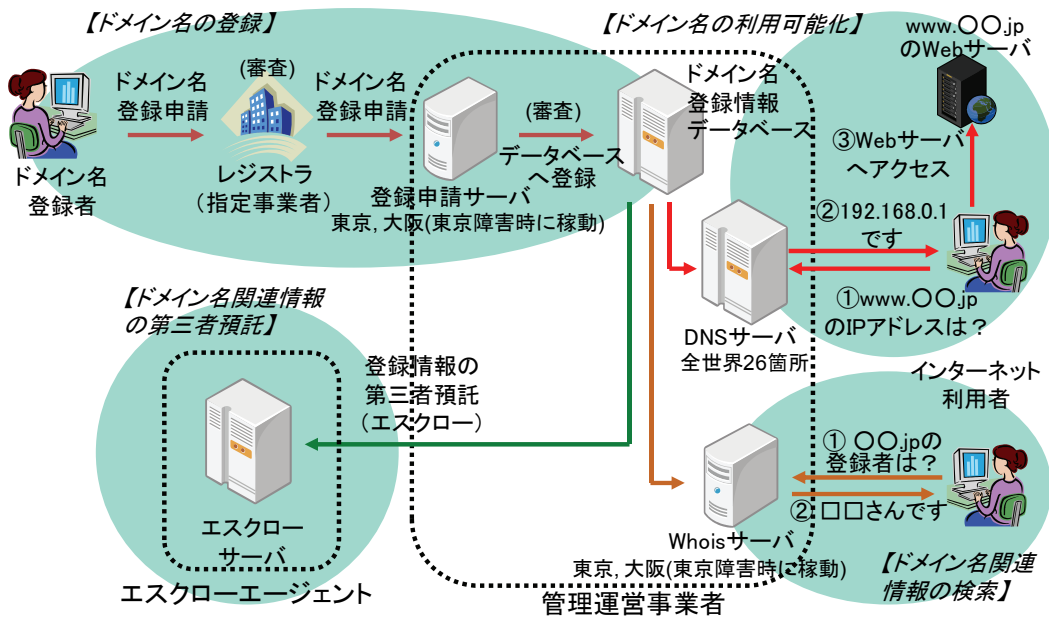 【ドメイン名の登録】
ドメイン名
登録申請
(審査)
ドメイン名
登録申請
ドメイン名
登録者
レジストラ
（指定事業者）
登録申請サーバ
東京, 大阪(東京障害時に稼動)
(審査)
データベース
へ登録
【ドメイン名の利用可能化】
ドメイン名
登録情報
データベース
www.〇〇.jp
のWebサーバ
③Webサーバ
へアクセス
②192.168.0.1
です
①www.〇〇.jp
のIPアドレスは？
DNSサーバ
全世界26箇所
【ドメイン名関連情報
の第三者預託】
登録情報の
第三者預託
（エスクロー）
エスクロー
サーバ
エスクローエージェント
インターネット
利用者
① 〇〇.jpの
登録者は？
② □□さんです
Whoisサーバ
東京, 大阪(東京障害時に稼動)
【ドメイン名関連
情報の検索】
管理運営事業者